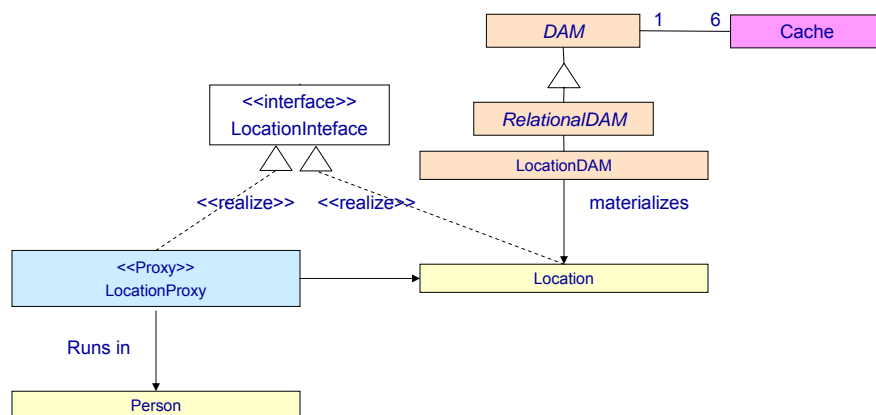 DAM
1
6
Cache
<<interface>>
LocationInteface
RelationalDAM
LocationDAM
<<realize>>
<<realize>>
materializes
<<Proxy>>
LocationProxy
Location
Runs in
Person